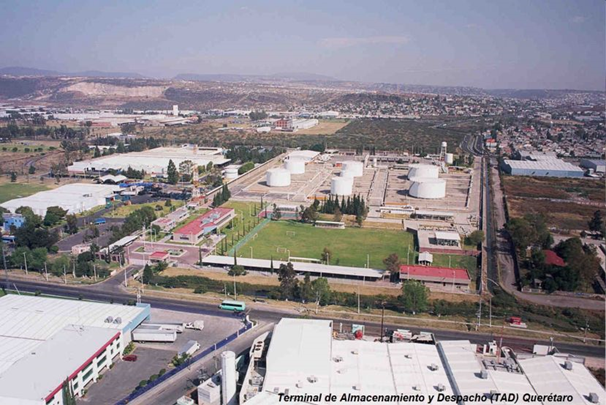 Terminal de Almacenamiento y Despacho (TAD) Querétaro